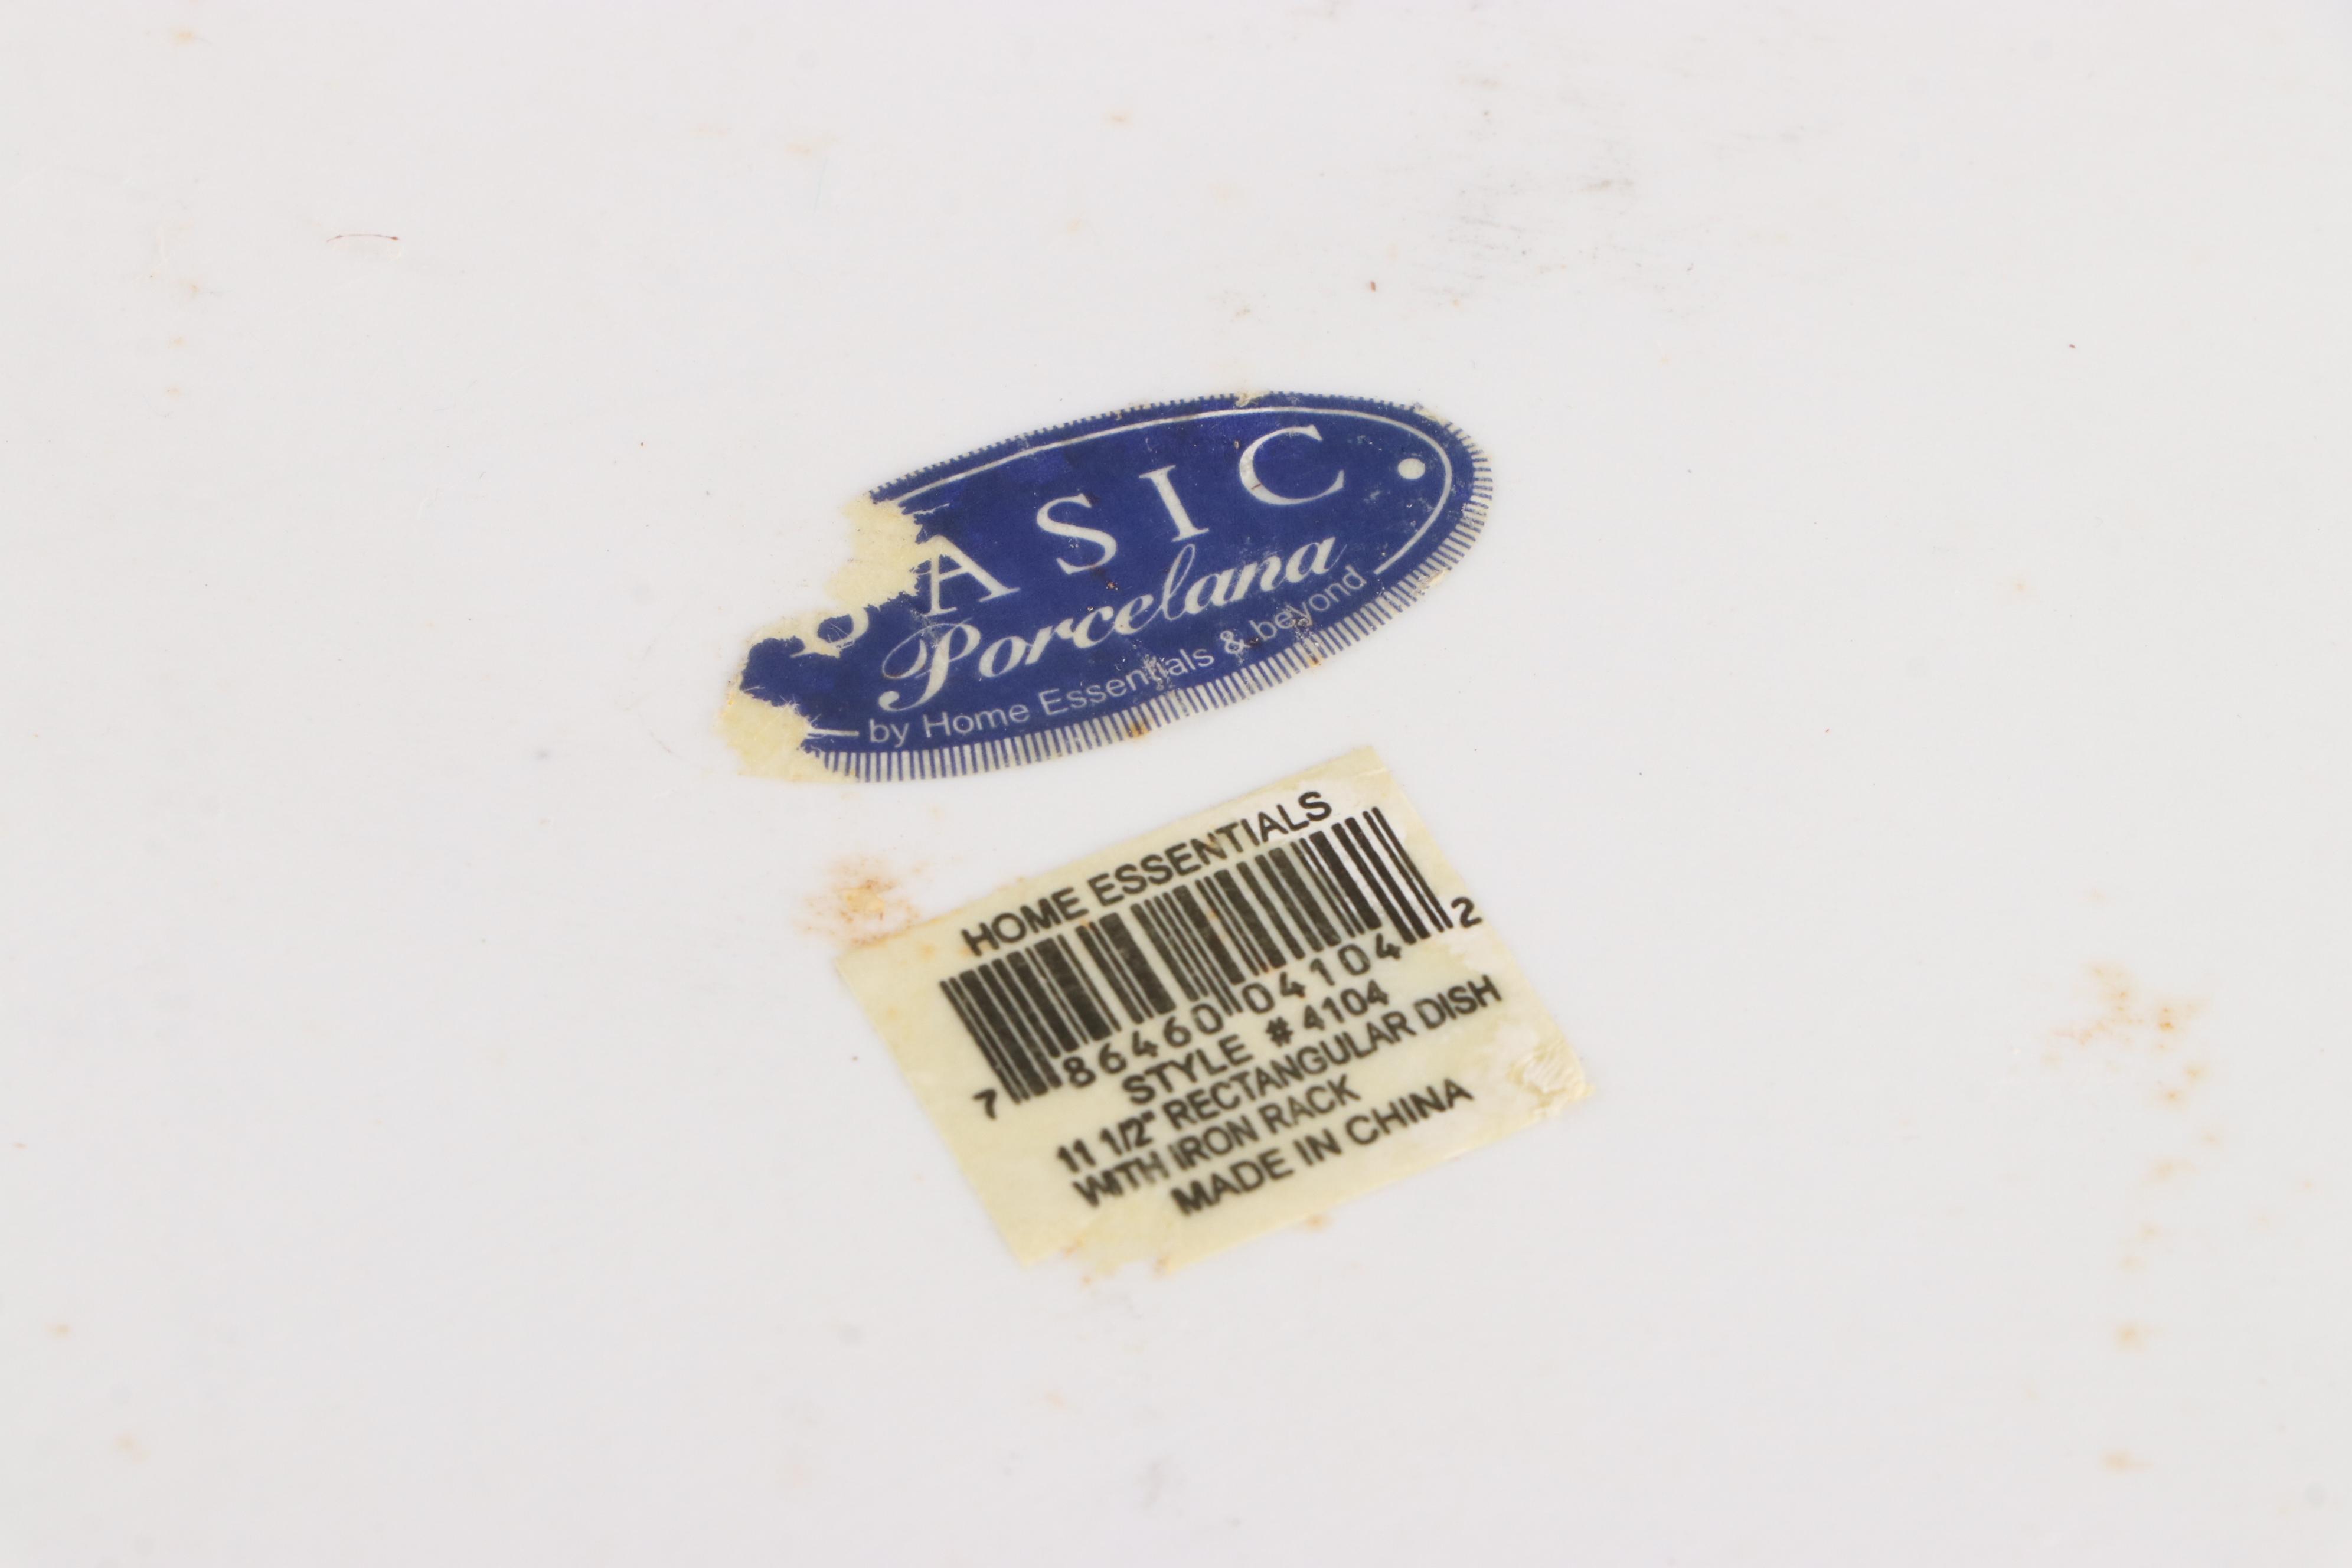 BASIC
Porcelana
by Home Essentials & beyond
HOME ESSENTIALS
7 86460 04104 2
STYLE # 4104
11 1/2" RECTANGULAR DISH
WITH IRON RACK
MADE IN CHINA